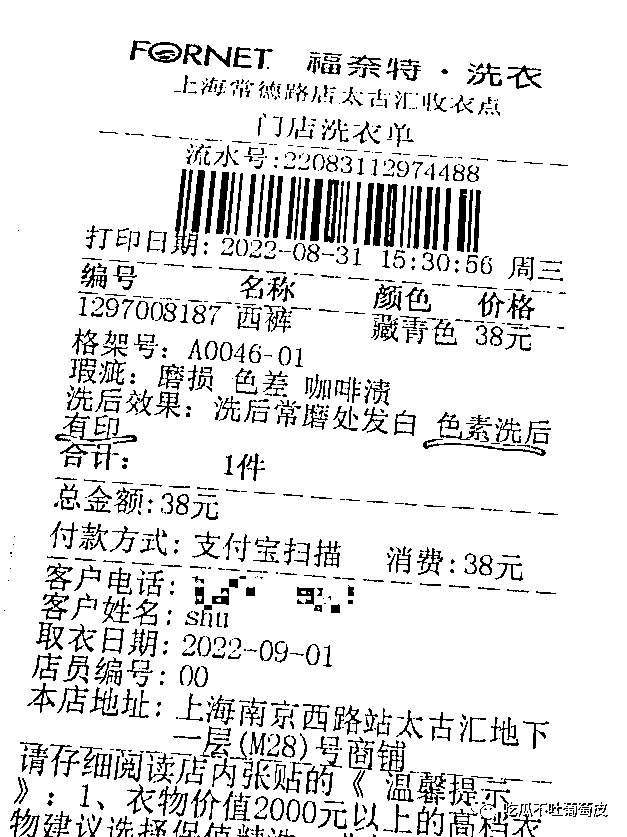 FORNET 福奈特·洗衣
上海常德路店太古汇收衣点
门店洗衣单
流水号:22083112974488
打印日期: 2022-08-31 15:30:56 周三
编号 名称 颜色 价格
1297008187 西裤 藏青色 38元
格架号: A0046-01
瑕疵: 磨损 色差 咖啡渍
洗后效果: 洗后常磨处发白 色素洗后
有印
合计: 1件
总金额:38元
付款方式: 支付宝扫描 消费:38元
客户电话:
客户姓名: shu
取衣日期: 2022-09-01
店员编号: 00
本店地址: 上海南京西路站太古汇地下
一层(M28)号商铺
请仔细阅读店内张贴的《 温馨提示
》: 1、衣物价值2000元以上的高档衣
物建议选择保值精洗
吃瓜不吐葡萄皮